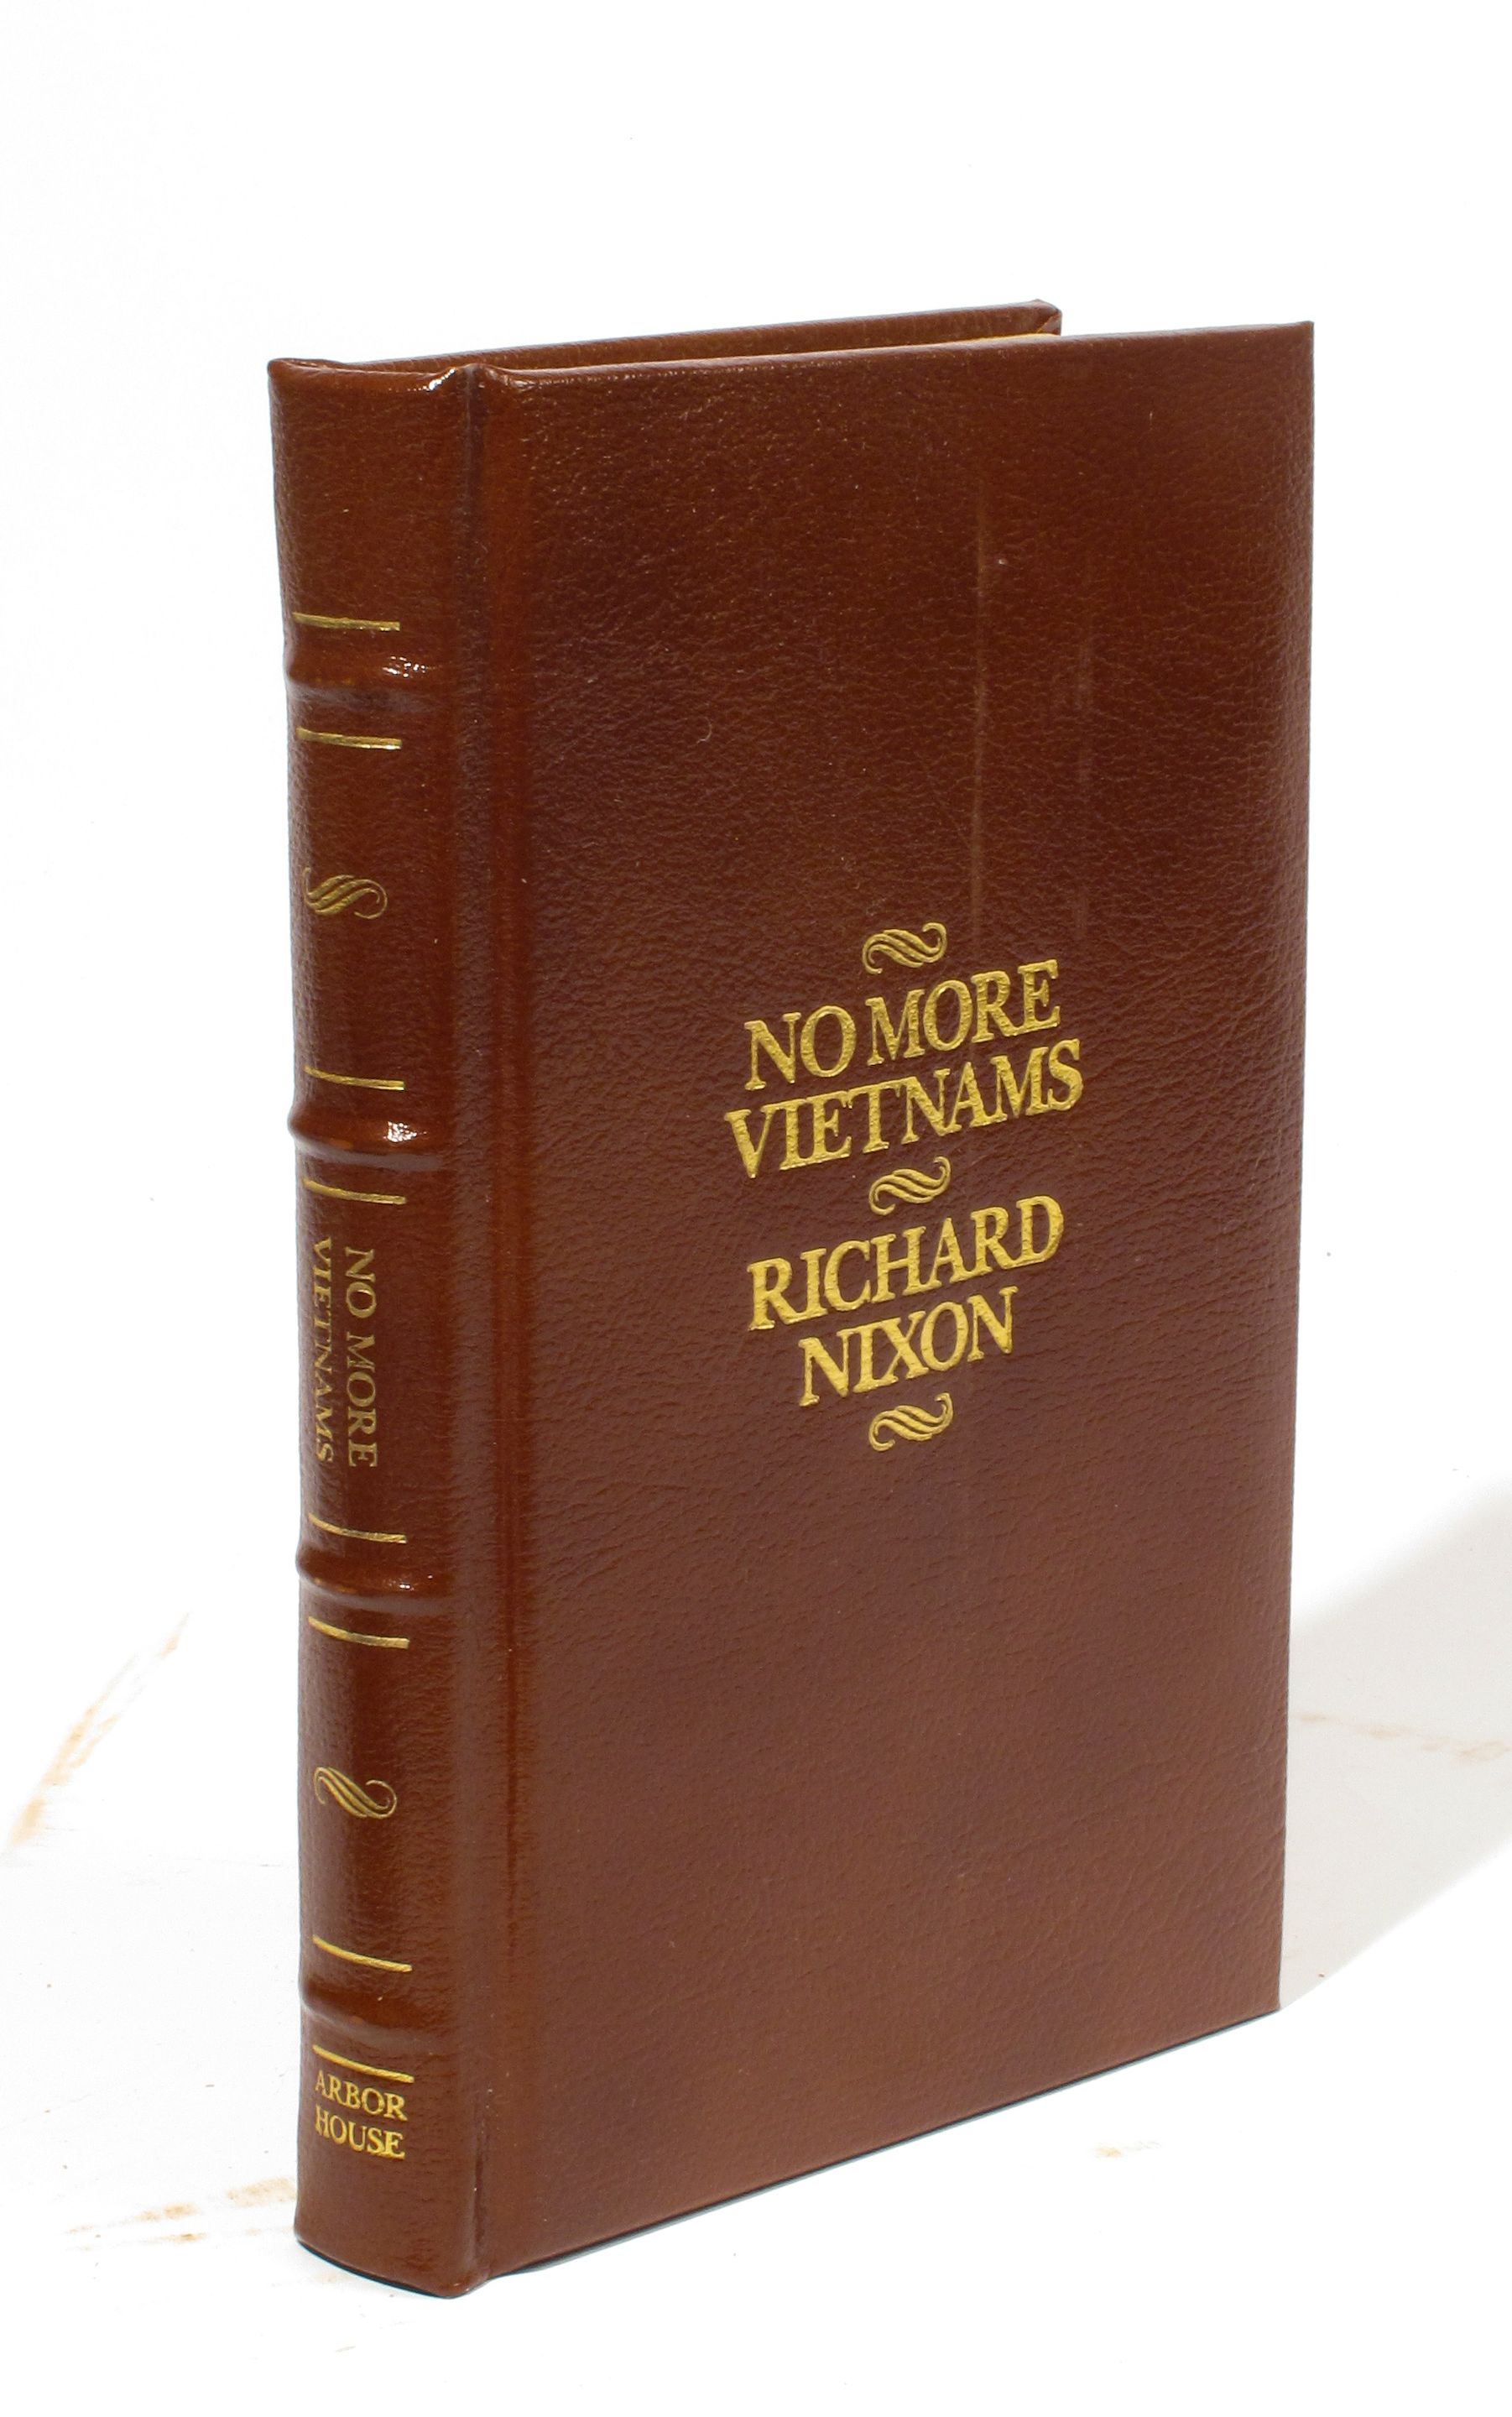 NO MORE
VIETNAMS
RICHARD
NIXON
NO MORE
VIETNAMS
ARBOR
HOUSE